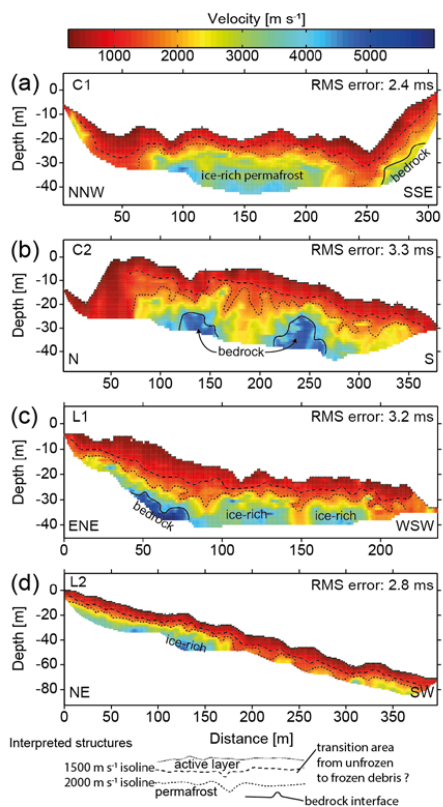 Velocity [m s⁻¹]
1000 2000 3000 4000 5000
(a) C1 RMS error: 2.4 ms
Depth [m]
0
-10
-20
-30
-40
ice-rich permafrost
bedrock
NNW SSE
50 100 150 200 250 300
(b) C2 RMS error: 3.3 ms
Depth [m]
0
-10
-20
-30
-40
bedrock
N S
0 50 100 150 200 250 300 350 380
(c) L1 RMS error: 3.2 ms
Depth [m]
0
-10
-20
-30
-40
bedrock
ice-rich ice-rich
ENE WSW
0 50 100 150 200
(d) L2 RMS error: 2.8 ms
Depth [m]
0
-20
-40
-60
-80
ice-rich
NE SW
0 50 100 150 200 250 300 350
Distance [m]
Interpreted structures
active layer
1500 m s⁻¹ isoline
2000 m s⁻¹ isoline
permafrost
transition area
from unfrozen
to frozen debris ?
bedrock interface